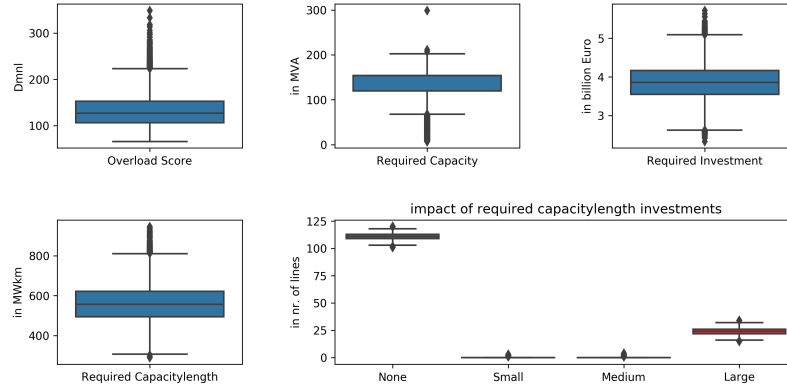 300
200
100
Dmnl
Overload Score
300
200
100
0
in MVA
Required Capacity
5
4
3
in billion Euro
Required Investment
800
600
400
in MWkm
Required Capacitylength
impact of required capacitylength investments
125
100
75
50
25
0
in nr. of lines
None Small Medium Large